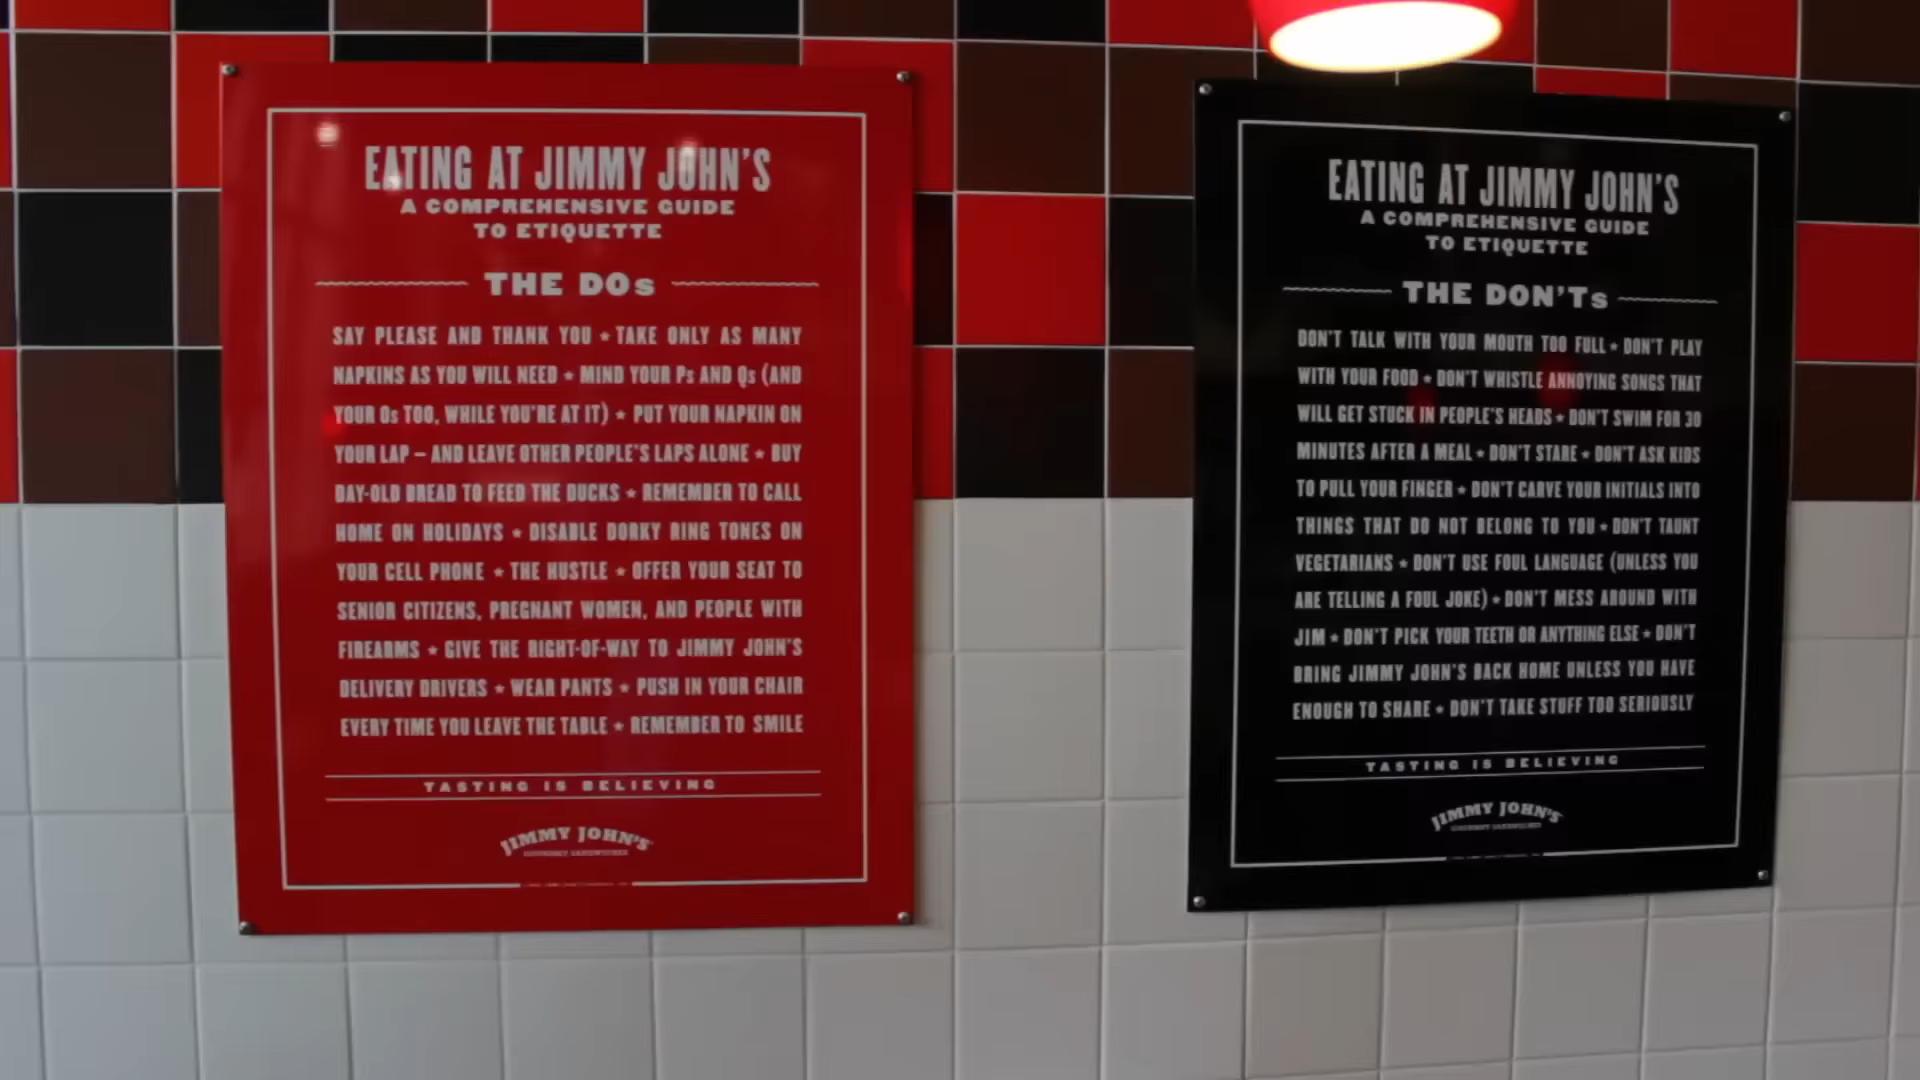 EATING AT JIMMY JOHN'S
A COMPREHENSIVE GUIDE
TO ETIQUETTE
THE DOs
SAY PLEASE AND THANK YOU ★ TAKE ONLY AS MANY
NAPKINS AS YOU WILL NEED ★ MIND YOUR Ps AND Qs (AND
YOUR Os TOO, WHILE YOU'RE AT IT) ★ PUT YOUR NAPKIN ON
YOUR LAP – AND LEAVE OTHER PEOPLE'S LAPS ALONE ★ BUY
DAY-OLD BREAD TO FEED THE DUCKS ★ REMEMBER TO CALL
HOME ON HOLIDAYS ★ DISABLE DORKY RING TONES ON
YOUR CELL PHONE ★ THE HUSTLE ★ OFFER YOUR SEAT TO
SENIOR CITIZENS, PREGNANT WOMEN, AND PEOPLE WITH
FIREARMS ★ GIVE THE RIGHT-OF-WAY TO JIMMY JOHN'S
DELIVERY DRIVERS ★ WEAR PANTS ★ PUSH IN YOUR CHAIR
EVERY TIME YOU LEAVE THE TABLE ★ REMEMBER TO SMILE
TASTING IS BELIEVING
JIMMY JOHN'S
GOURMET SANDWICHES
EATING AT JIMMY JOHN'S
A COMPREHENSIVE GUIDE
TO ETIQUETTE
THE DON'Ts
DON'T TALK WITH YOUR MOUTH TOO FULL ★ DON'T PLAY
WITH YOUR FOOD ★ DON'T WHISTLE ANNOYING SONGS THAT
WILL GET STUCK IN PEOPLE'S HEADS ★ DON'T SWIM FOR 30
MINUTES AFTER A MEAL ★ DON'T STARE ★ DON'T ASK KIDS
TO PULL YOUR FINGER ★ DON'T CARVE YOUR INITIALS INTO
THINGS THAT DO NOT BELONG TO YOU ★ DON'T TAUNT
VEGETARIANS ★ DON'T USE FOUL LANGUAGE (UNLESS YOU
ARE TELLING A FOUL JOKE) ★ DON'T MESS AROUND WITH
JIM ★ DON'T PICK YOUR TEETH OR ANYTHING ELSE ★ DON'T
BRING JIMMY JOHN'S BACK HOME UNLESS YOU HAVE
ENOUGH TO SHARE ★ DON'T TAKE STUFF TOO SERIOUSLY
TASTING IS BELIEVING
JIMMY JOHN'S
GOURMET SANDWICHES